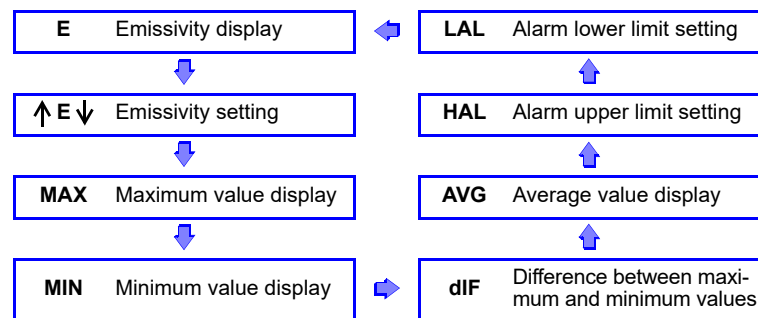 E Emissivity display
↑ E ↓ Emissivity setting
MAX Maximum value display
MIN Minimum value display
dIF Difference between maxi-
mum and minimum values
AVG Average value display
HAL Alarm upper limit setting
LAL Alarm lower limit setting